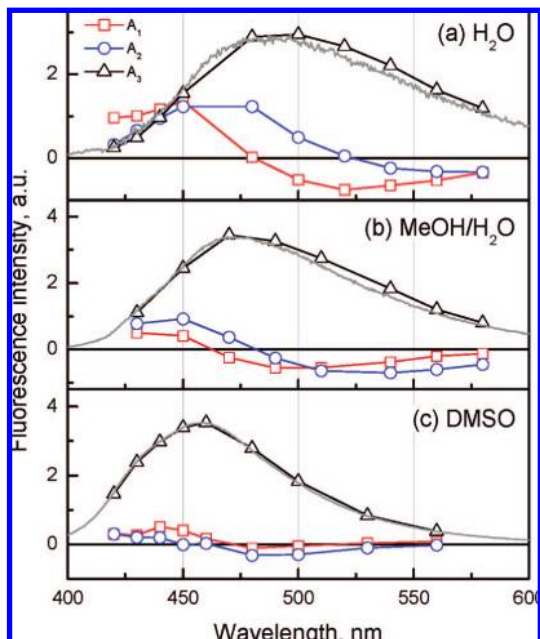 A1
A2
A3
(a) H2O
2
0
(b) MeOH/H2O
4
2
0
(c) DMSO
4
2
0
400
450
500
550
600
Fluorescence intensity, a.u.
Wavelength, nm